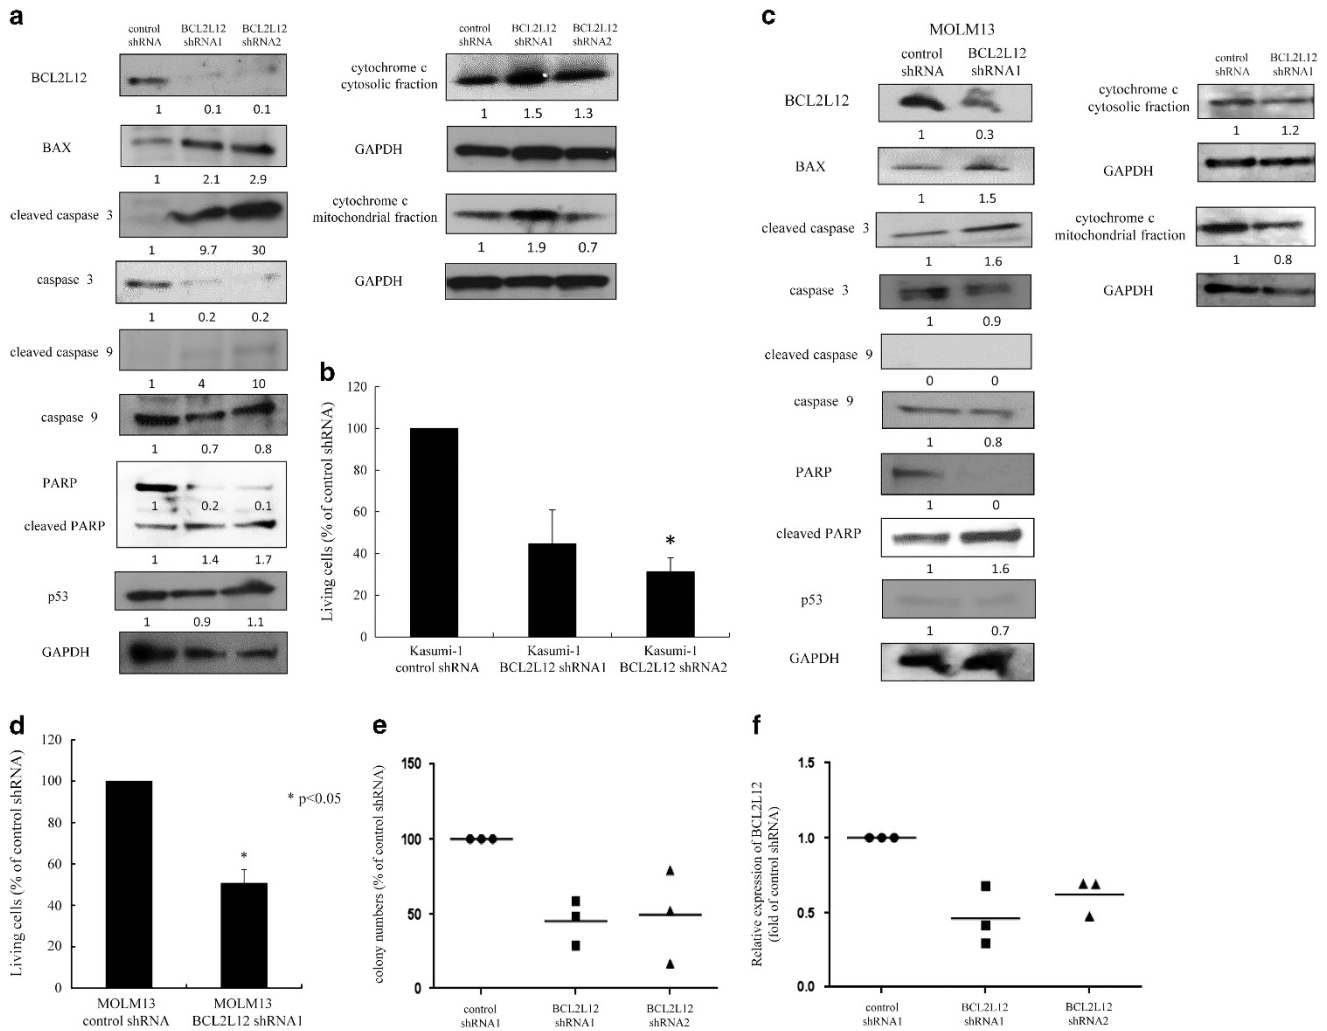 a
control BCL2L12 BCL2L12
shRNA shRNA1 shRNA2
BCL2L12
1 0.1 0.1
BAX
1 2.1 2.9
cleaved caspase 3
1 9.7 30
caspase 3
1 0.2 0.2
cleaved caspase 9
1 4 10
caspase 9
1 0.7 0.8
PARP
1 0.2 0.1
cleaved PARP
1 1.4 1.7
p53
1 0.9 1.1
GAPDH
control BCL2L12 BCL2L12
shRNA shRNA1 shRNA2
cytochrome c
cytosolic fraction
1 1.5 1.3
GAPDH
cytochrome c
mitochondrial fraction
1 1.9 0.7
GAPDH
b
Living cells (% of control shRNA)
120
100
80
60
40
20
0
*
Kasumi-1 Kasumi-1 Kasumi-1
control shRNA BCL2L12 shRNA1 BCL2L12 shRNA2
c
MOLM13
control BCL2L12
shRNA shRNA1
BCL2L12
1 0.3
BAX
1 1.5
cleaved caspase 3
1 1.6
caspase 3
1 0.9
cleaved caspase 9
0 0
caspase 9
1 0.8
PARP
1 0
cleaved PARP
1 1.6
p53
1 0.7
GAPDH
control BCL2L12
shRNA shRNA1
cytochrome c
cytosolic fraction
1 1.2
GAPDH
cytochrome c
mitochondrial fraction
1 0.8
GAPDH
d
Living cells (% of control shRNA)
120
100
80
60
40
20
0
*
* p<0.05
MOLM13 MOLM13
control shRNA BCL2L12 shRNA1
e
colony numbers (% of control shRNA)
150
100
50
0
control BCL2L12 BCL2L12
shRNA1 shRNA1 shRNA2
f
Relative expression of BCL2L12
(fold of control shRNA)
1.5
1.0
0.5
0.0
control BCL2L12 BCL2L12
shRNA1 shRNA1 shRNA2